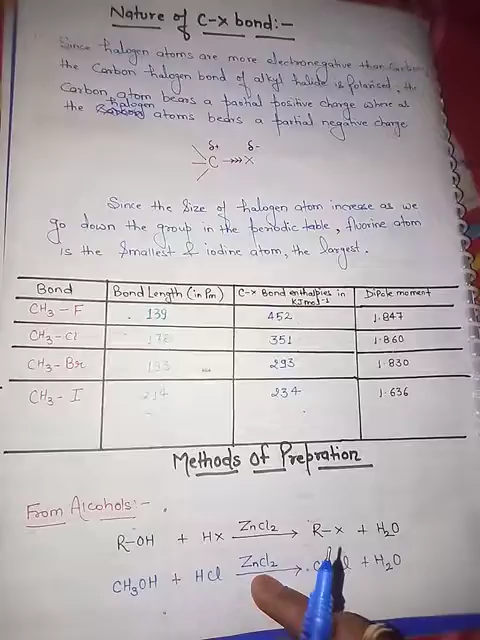 Nature of C-X bond:-
Since halogen atoms are more electronegative than Carbon,
the Carbon halogen bond of alkyl halide is polarised, the
Carbon atom bears a partial positive charge where as
the halogen atoms bears a partial negative charge
δ+ δ-
C →→→ X
Since the Size of halogen atom increase as we
go down the group in the periodic table, fluorine atom
is the Smallest & iodine atom, the largest.
Bond Bond Length (in Pm) C-X Bond enthalpies in KJmol-1 Dipole moment
CH3-F 139 452 1.847
CH3-Cl 178 351 1.860
CH3-Br 193 293 1.830
CH3-I 214 234 1.636
Methods of Prepration
From Alcohols:-
R-OH + HX ZnCl2 → R-X + H2O
CH3OH + HCl ZnCl2 → + H2O